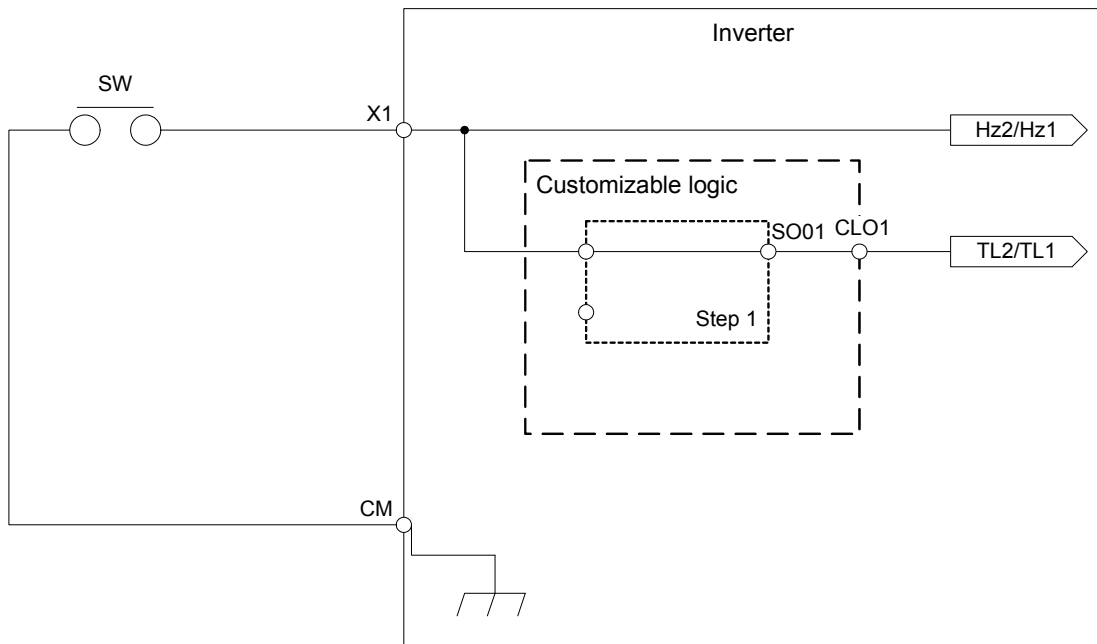 Inverter
SW
X1
Hz2/Hz1
Customizable logic
SO01 CLO1
TL2/TL1
Step 1
CM